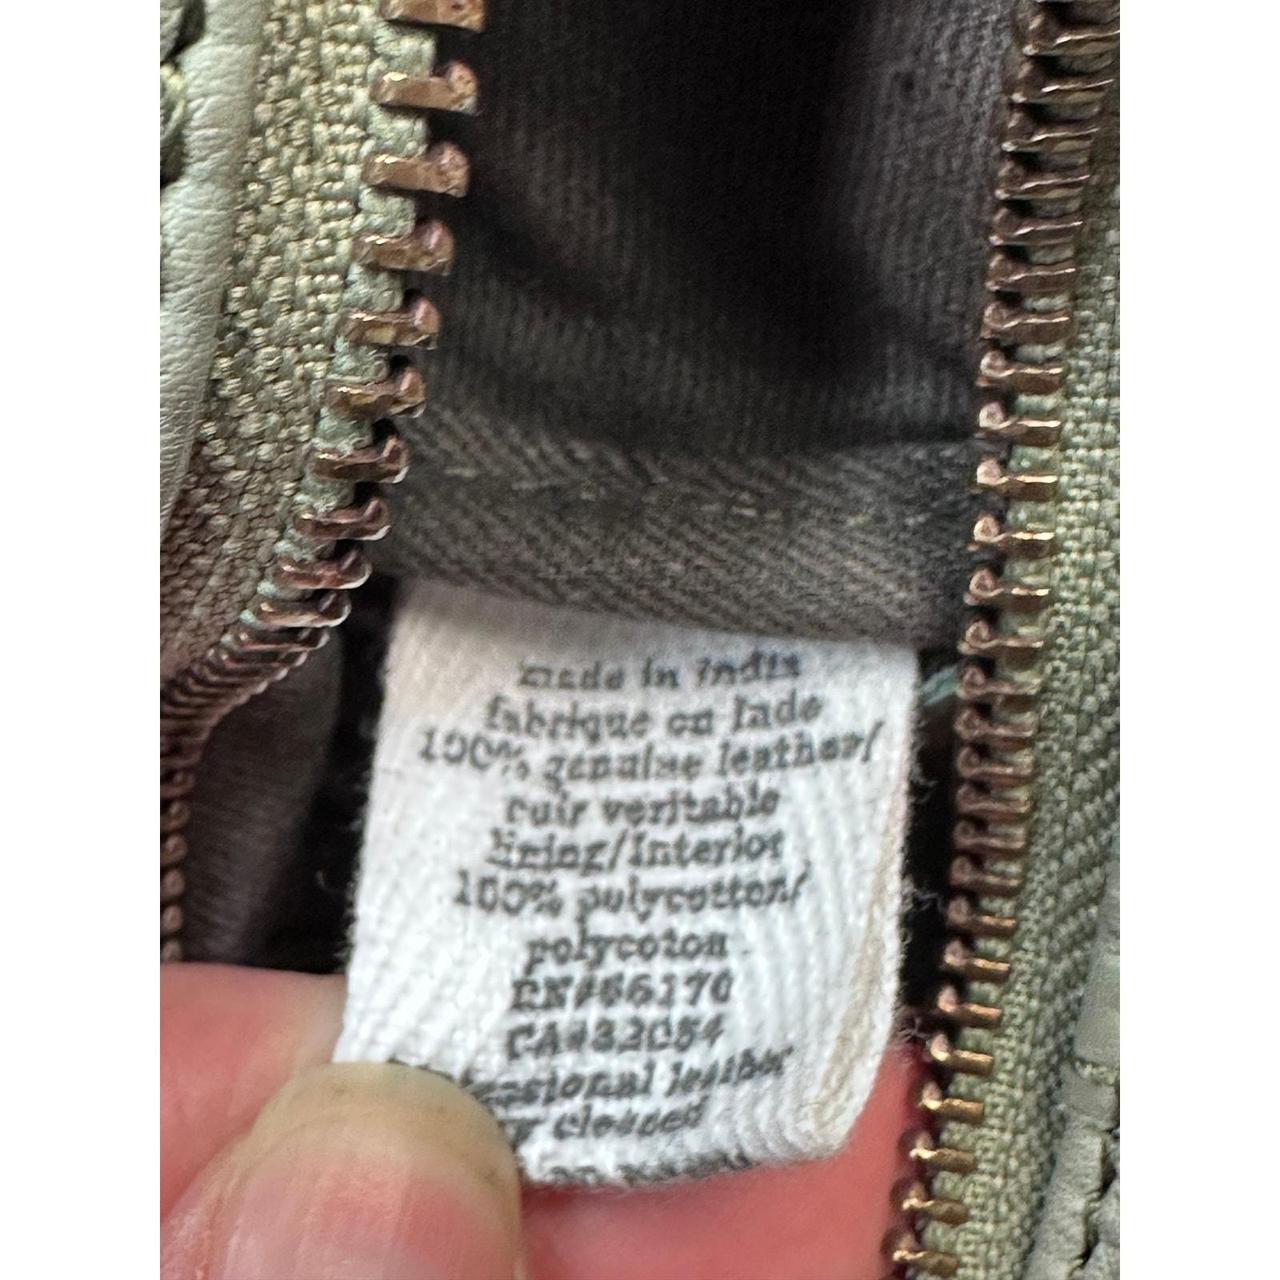 made in india
fabrique en Inde
100% genuine leather/
cuir veritable
lining/Interior
100% polycotton/
polycoton
RN#66170
CA#32054
leather
cleaned